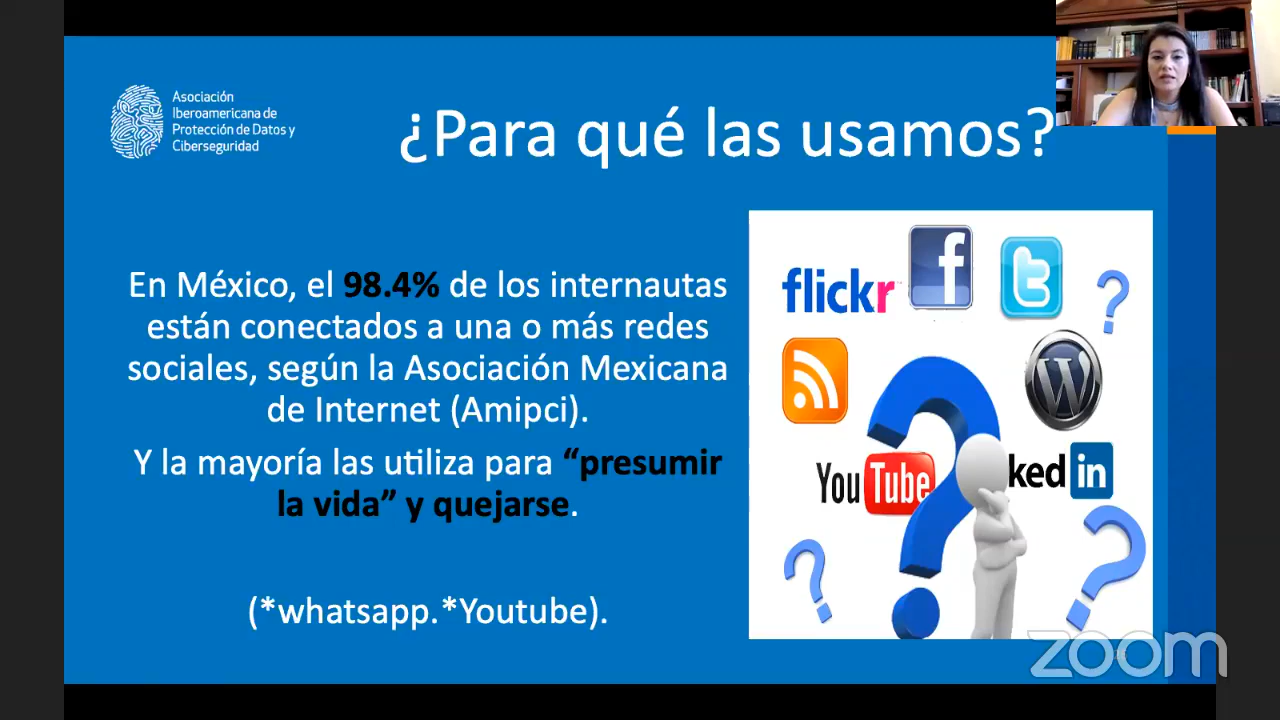 Asociación
Iberoamericana de
Protección de Datos y
Ciberseguridad
¿Para qué las usamos?
En México, el 98.4% de los internautas
están conectados a una o más redes
sociales, según la Asociación Mexicana
de Internet (Amipci).
Y la mayoría las utiliza para “presumir
la vida” y quejarse.
(*whatsapp.*Youtube).
flickr
f
t
W
You Tube
ked in
zoom